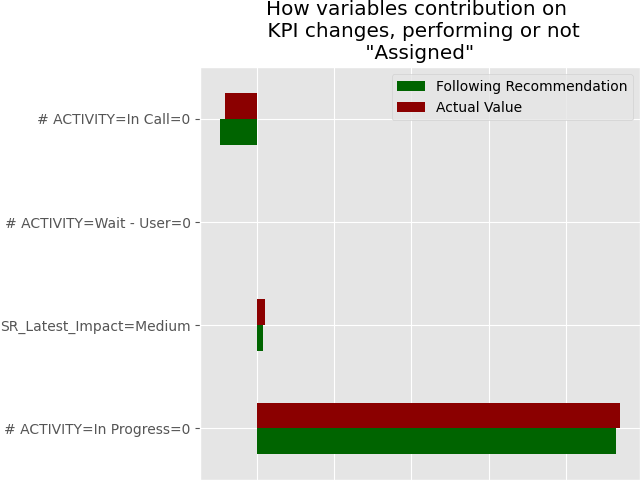 How variables contribution on
KPI changes, performing or not
"Assigned"
Following Recommendation
Actual Value
# ACTIVITY=In Call=0
# ACTIVITY=Wait - User=0
SR_Latest_Impact=Medium
# ACTIVITY=In Progress=0